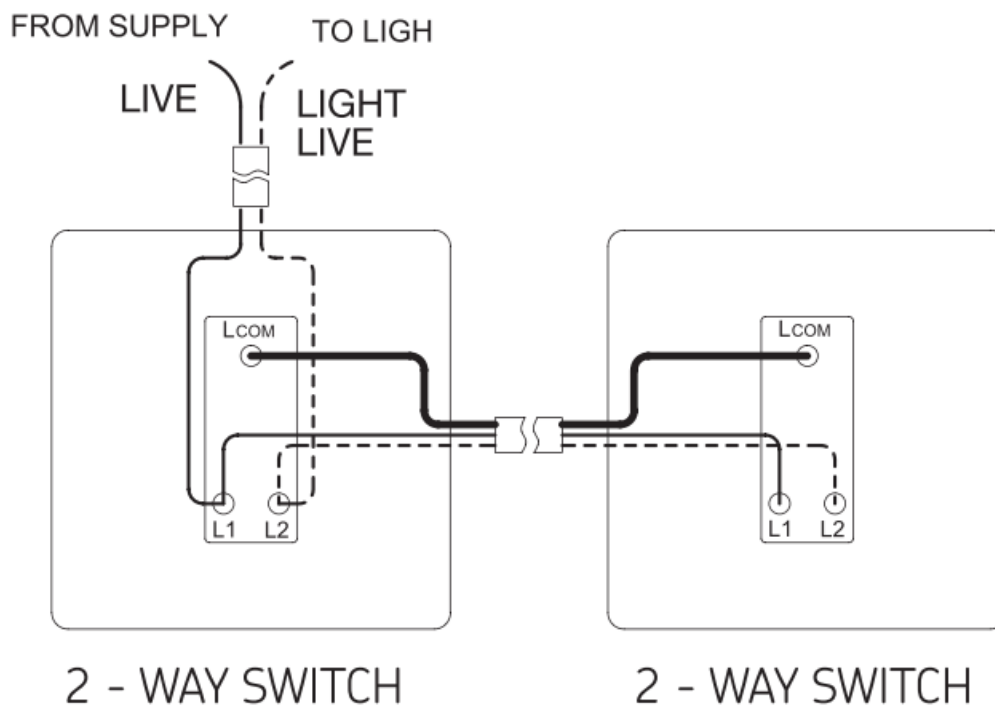 FROM SUPPLY
TO LIGH
LIVE
LIGHT
LIVE
LCOM
L1
L2
LCOM
L1
L2
2 - WAY SWITCH
2 - WAY SWITCH